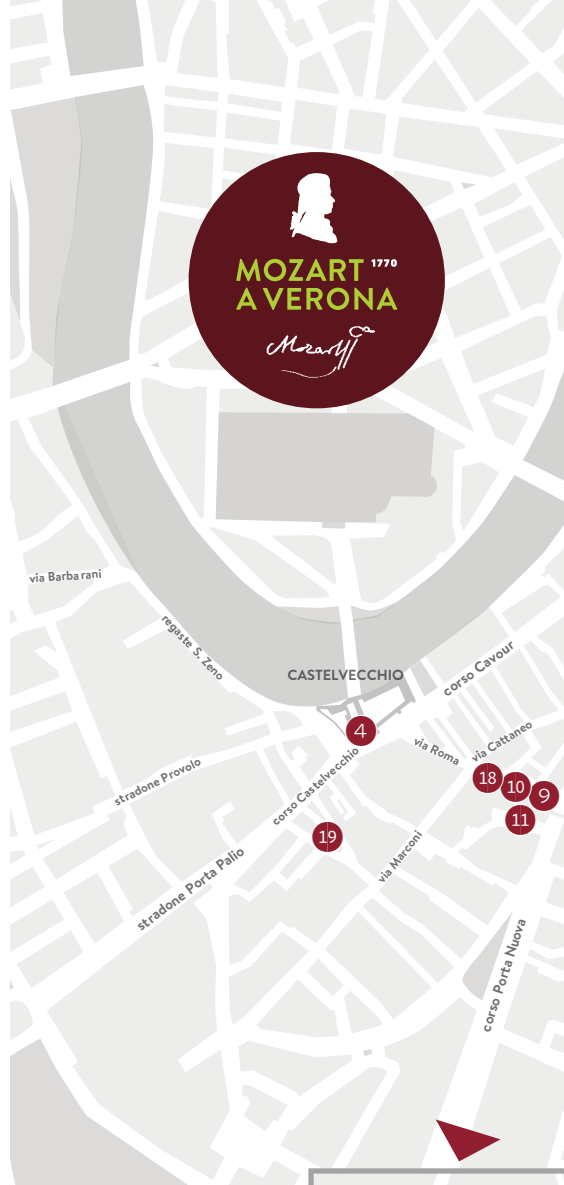 MOZART 1770
A VERONA
Mozart
via Barbarani
regaste S. Zeno
CASTELVECCHIO
corso Cavour
4
via Roma
via Cattaneo
stradone Provolo
corso Castelvecchio
18
10
9
11
19
via Marconi
stradone Porta Palio
corso Porta Nuova